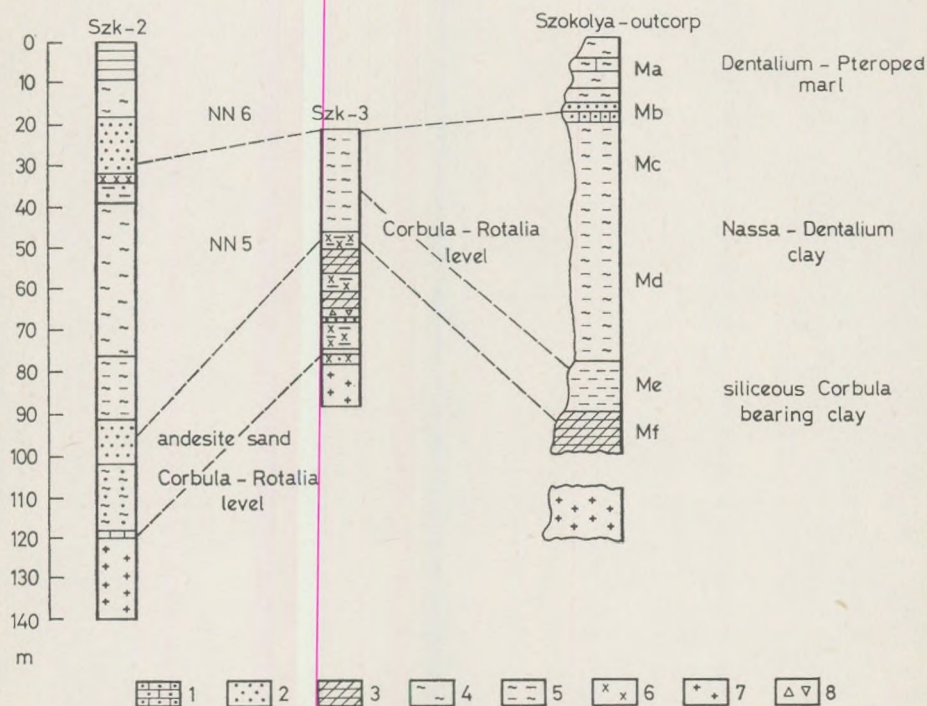 Szokolya-outcorp
Szk-2
0
10
20
30
40
50
60
70
80
90
100
110
120
130
140
m
NN 6
Szk-3
NN 5
Corbula-Rotalia
level
andesite sand
Corbula-Rotalia
level
Ma
Mb
Mc
Md
Me
Mf
Dentalium-Pteroped
marl
Nassa-Dentalium
clay
siliceous Corbula
bearing clay
1 2 3 4 5 6 7 8